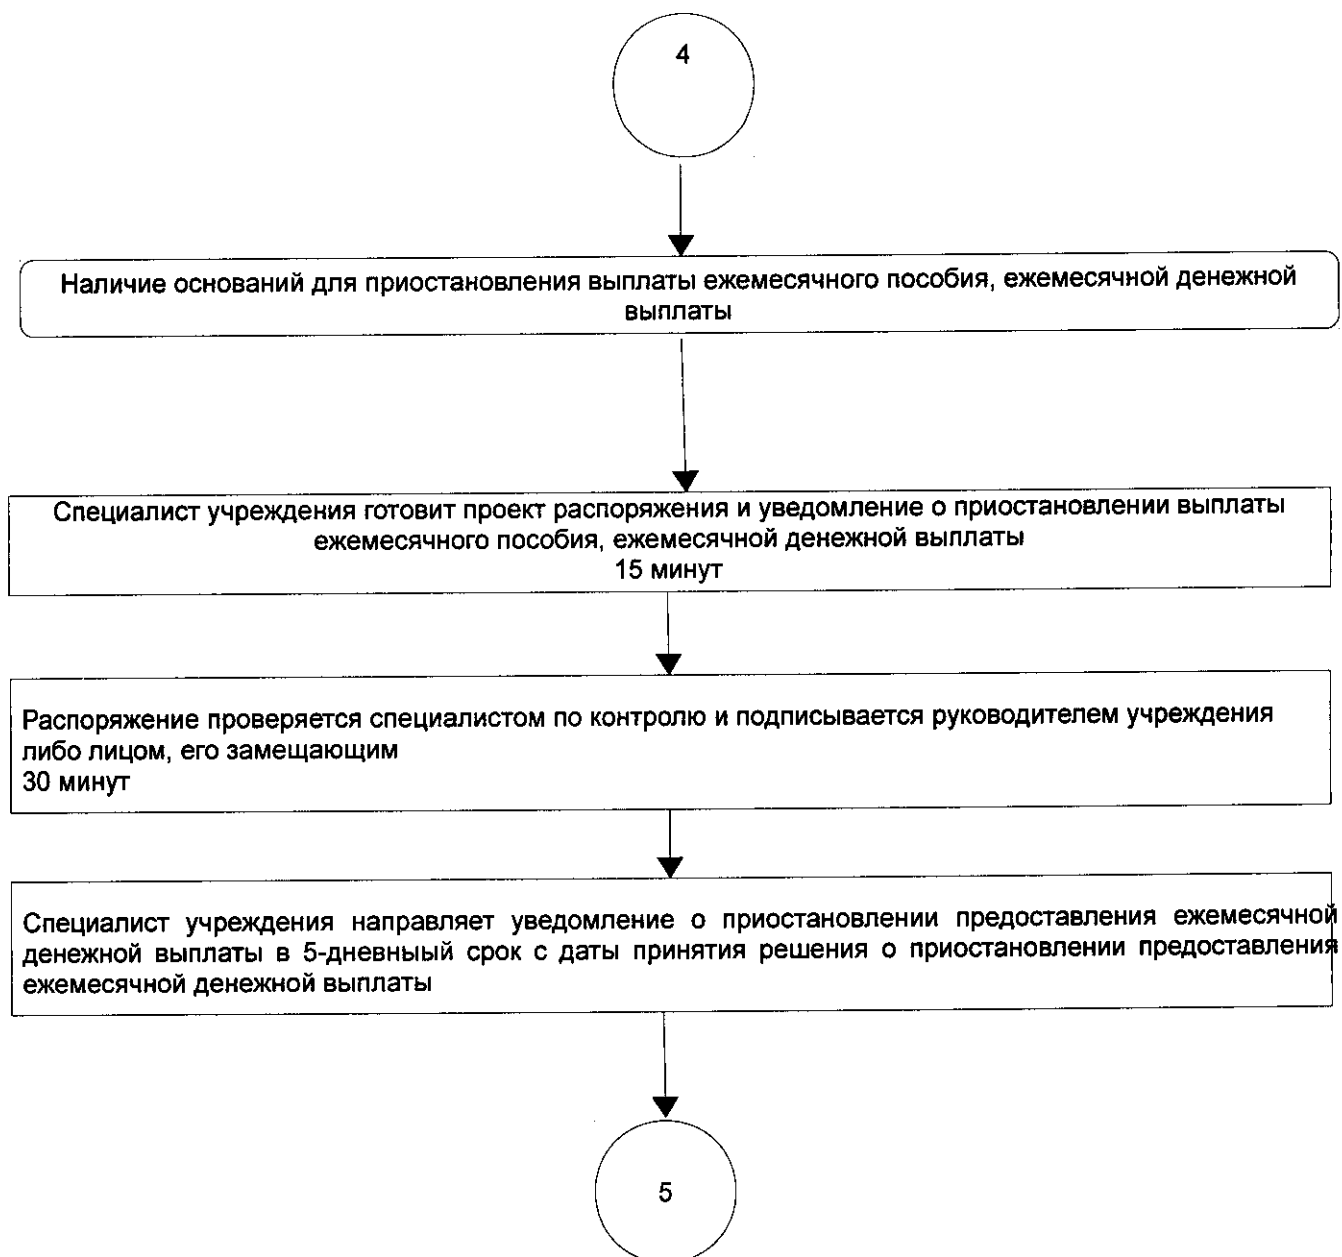 4
Наличие оснований для приостановления выплаты ежемесячного пособия, ежемесячной денежной
выплаты
Специалист учреждения готовит проект распоряжения и уведомление о приостановлении выплаты
ежемесячного пособия, ежемесячной денежной выплаты
15 минут
Распоряжение проверяется специалистом по контролю и подписывается руководителем учреждения
либо лицом, его замещающим
30 минут
Специалист учреждения направляет уведомление о приостановлении предоставления ежемесячной
денежной выплаты в 5-дневныый срок с даты принятия решения о приостановлении предоставления
ежемесячной денежной выплаты
5